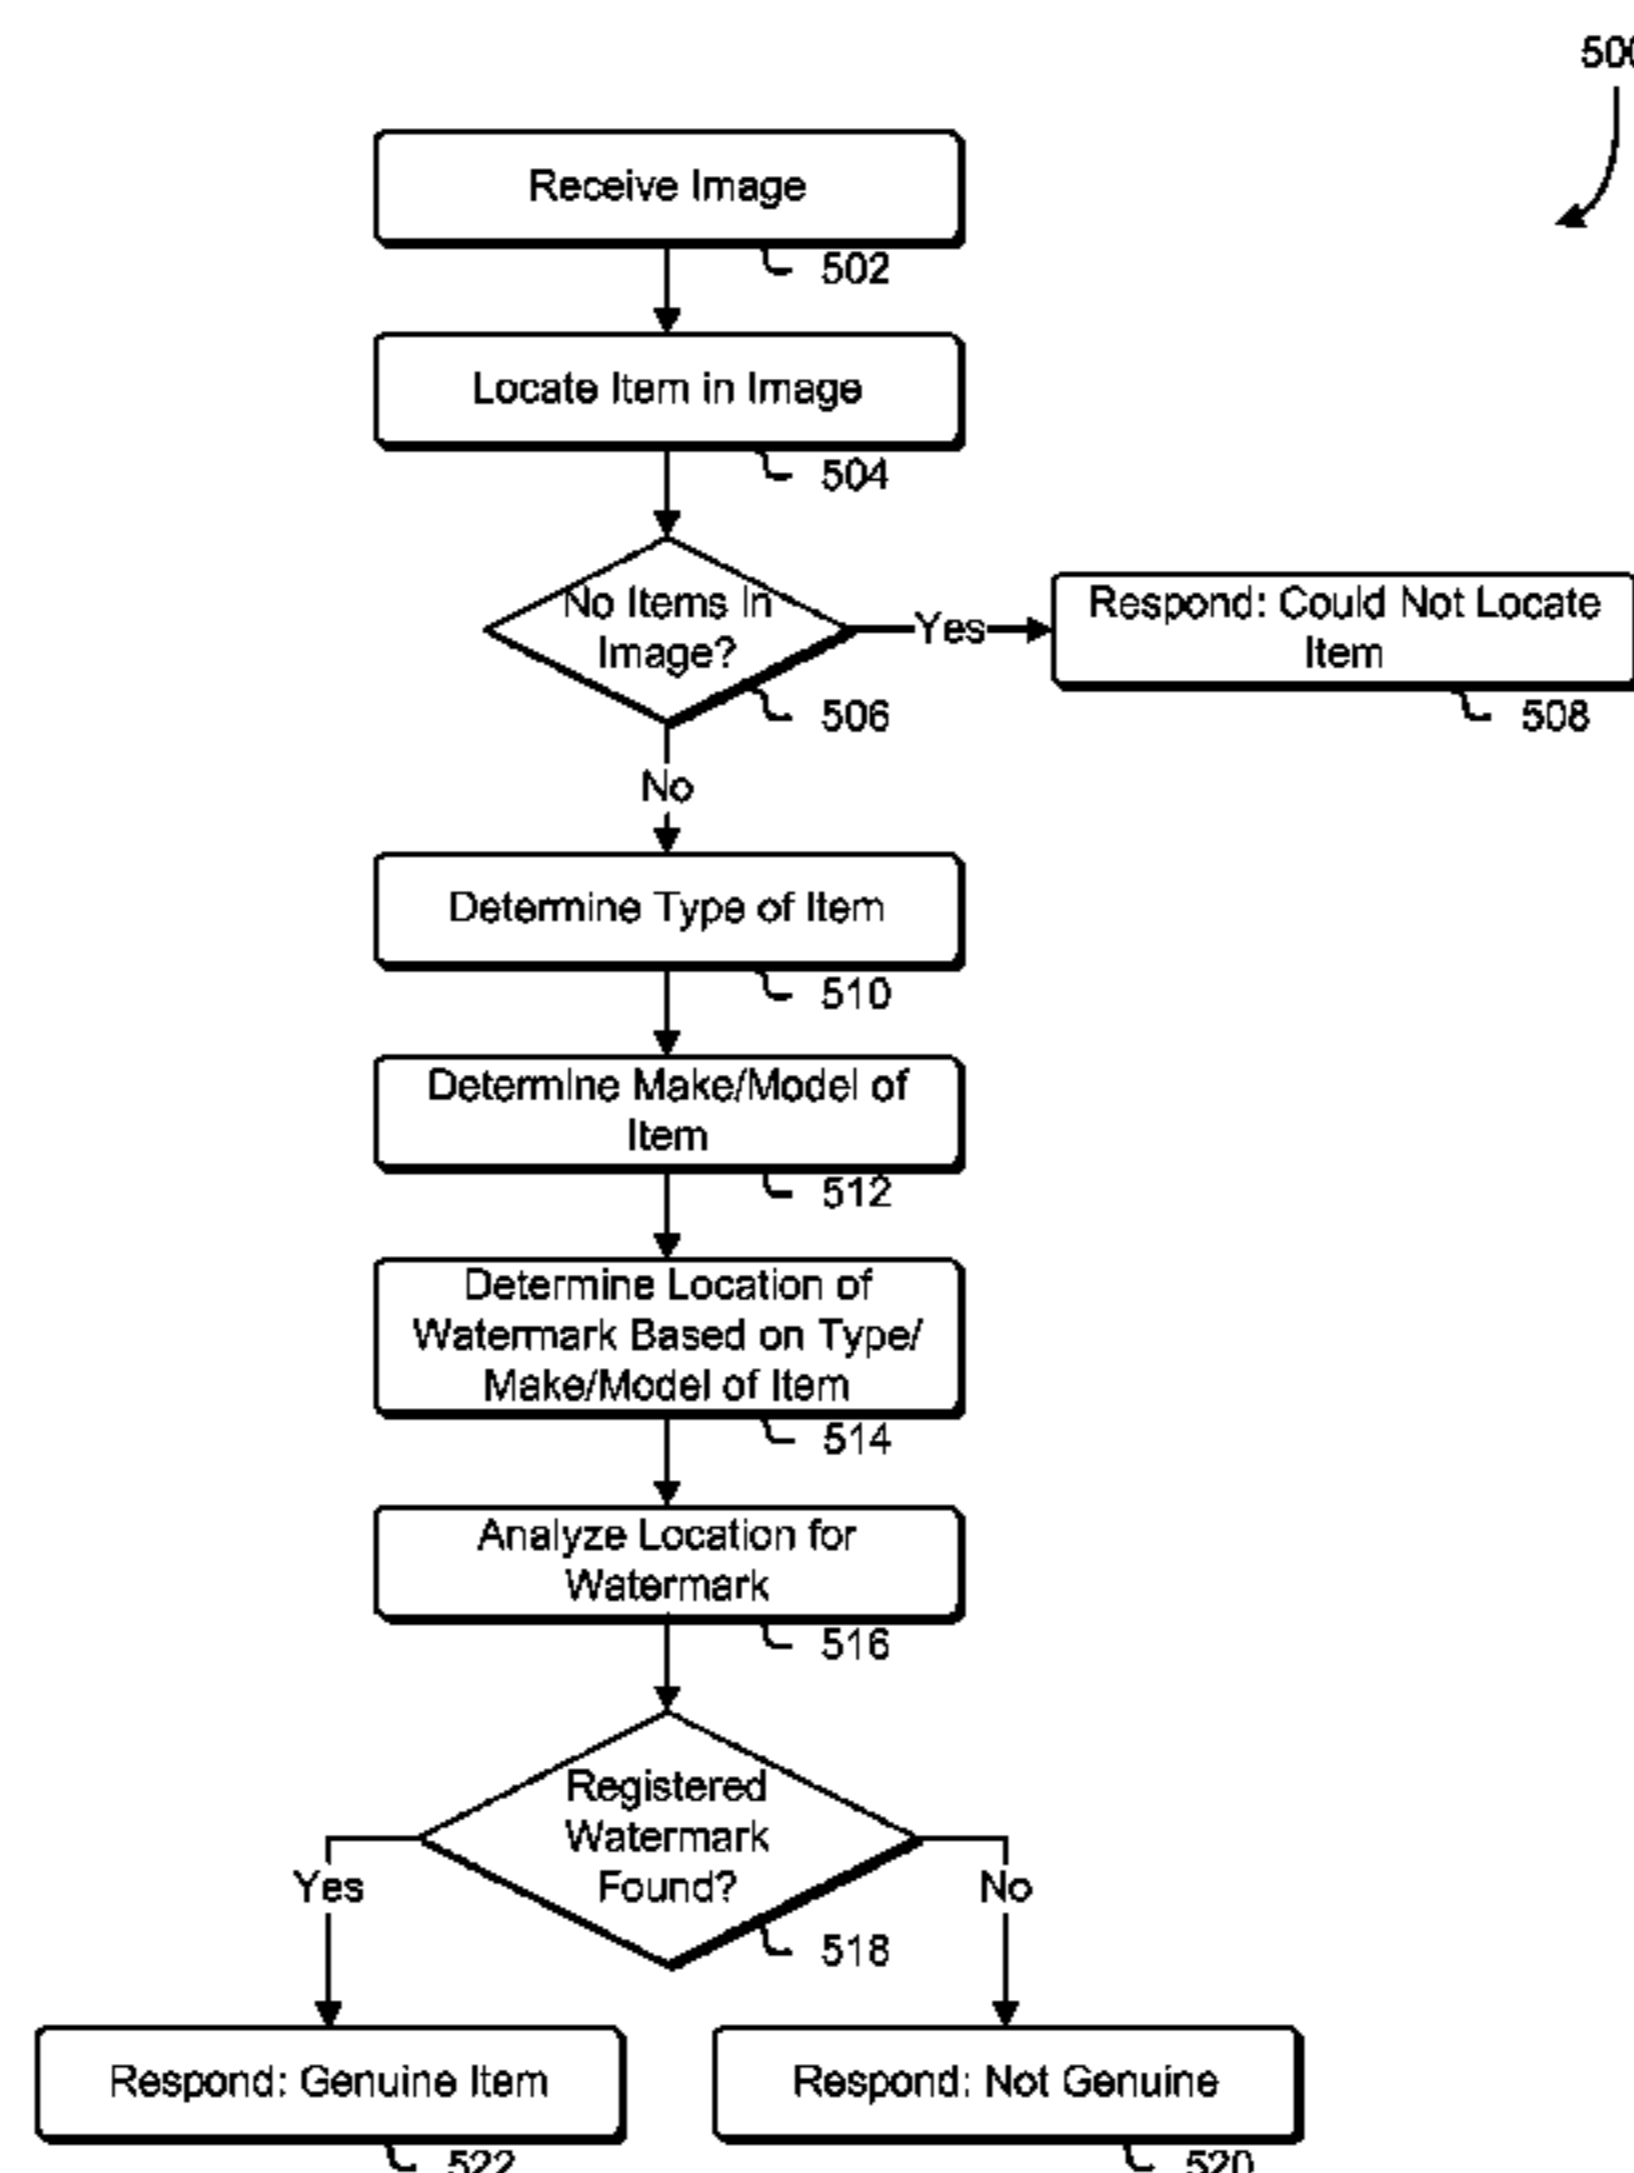 500
Receive Image
502
Locate Item in Image
504
No Items In
Image?
Yes
Respond: Could Not Locate
Item
506
508
No
Determine Type of Item
510
Determine Make/Model of
Item
512
Determine Location of
Watermark Based on Type/
Make/Model of Item
514
Analyze Location for
Watermark
516
Registered
Watermark
Found?
Yes
No
518
Respond: Genuine Item
Respond: Not Genuine
522
520